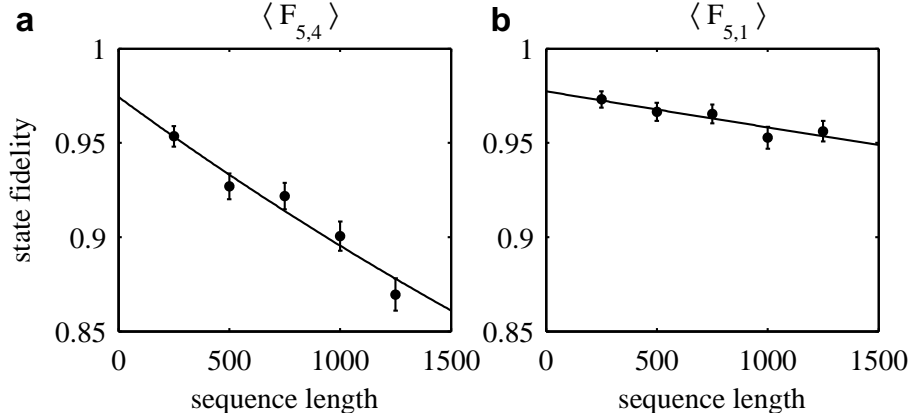 a
⟨ F5,4 ⟩
state fidelity
1
0.95
0.9
0.85
0
500
1000
1500
sequence length
b
⟨ F5,1 ⟩
1
0.95
0.9
0.85
0
500
1000
1500
sequence length